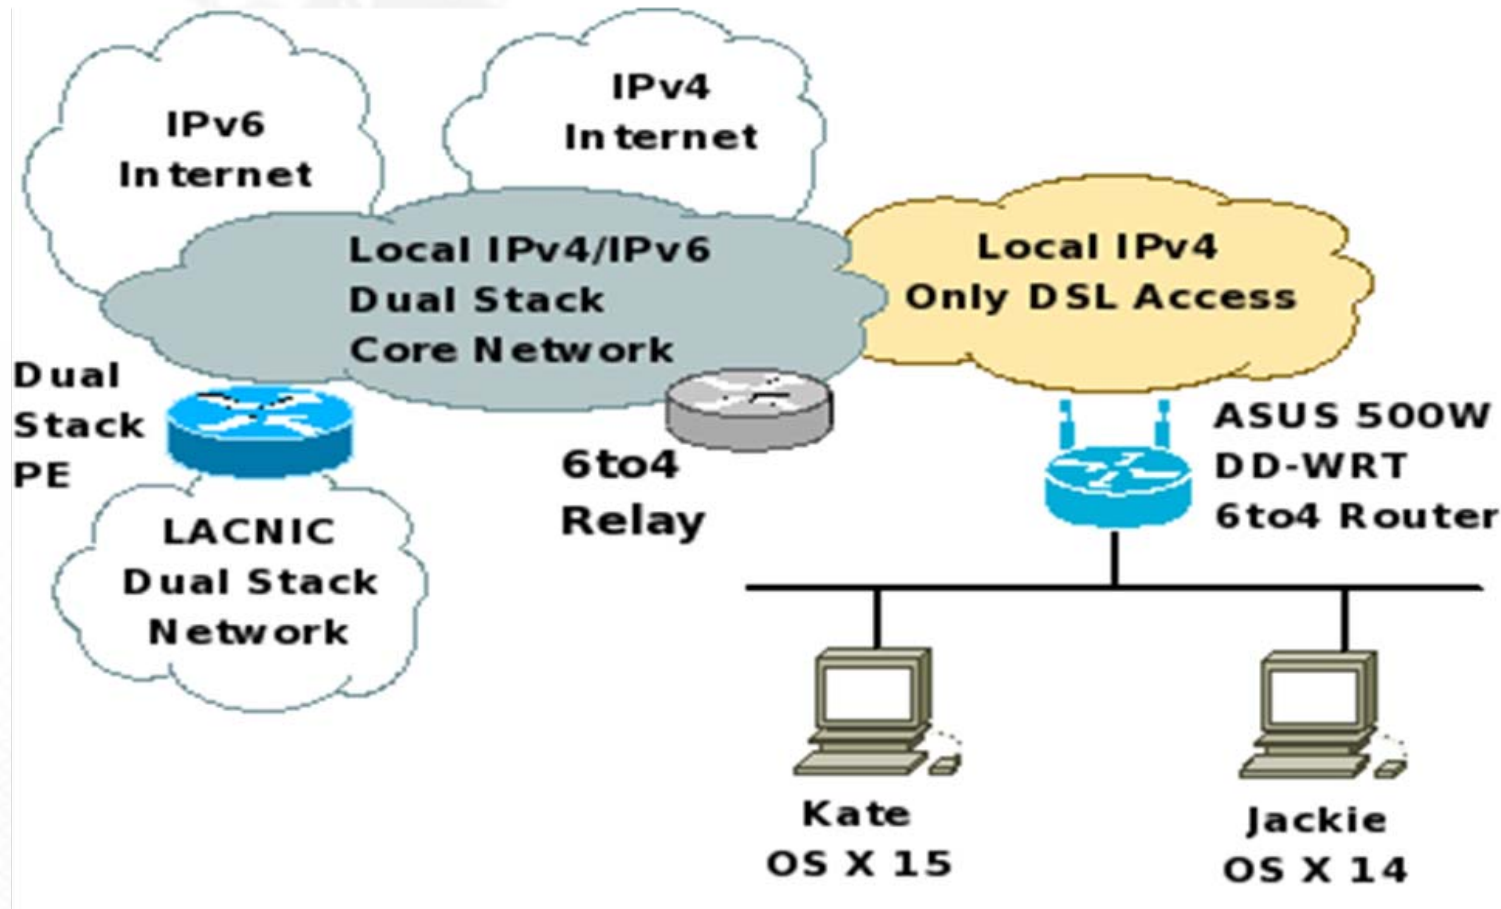 IPv6
Internet
IPv4
Internet
Local IPv4/IPv6
Dual Stack
Core Network
Local IPv4
Only DSL Access
Dual
Stack
PE
6to4
Relay
ASUS 500W
DD-WRT
6to4 Router
LACNIC
Dual Stack
Network
Kate
OS X 15
Jackie
OS X 14